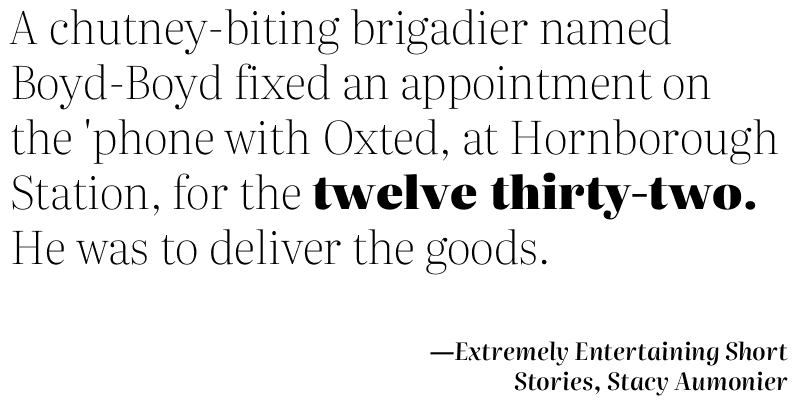 A chutney-biting brigadier named
Boyd-Boyd fixed an appointment on
the 'phone with Oxted, at Hornborough
Station, for the twelve thirty-two.
He was to deliver the goods.
—Extremely Entertaining Short
Stories, Stacy Aumonier